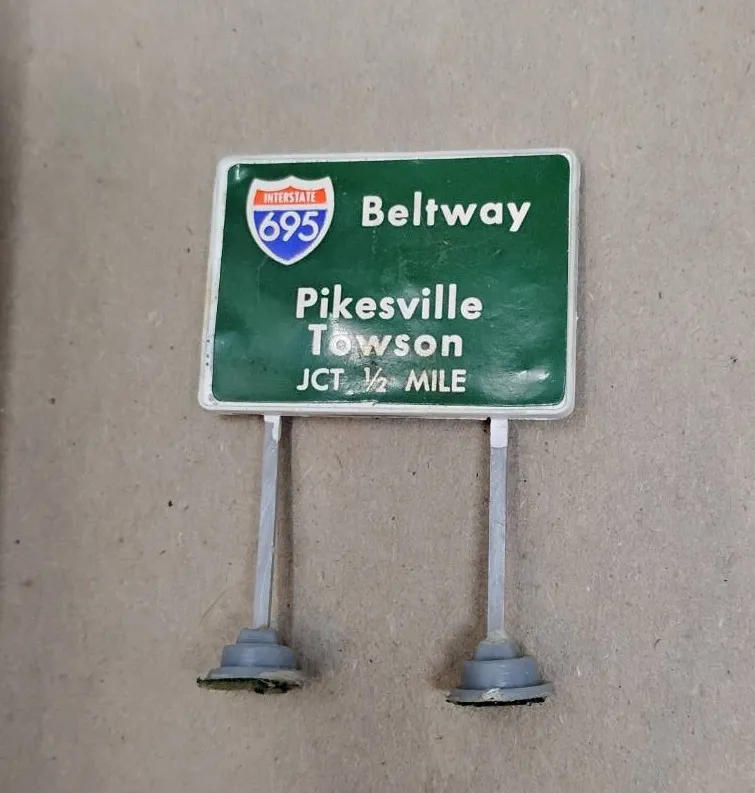 INTERSTATE
695
Beltway
Pikesville
Towson
JCT ½ MILE